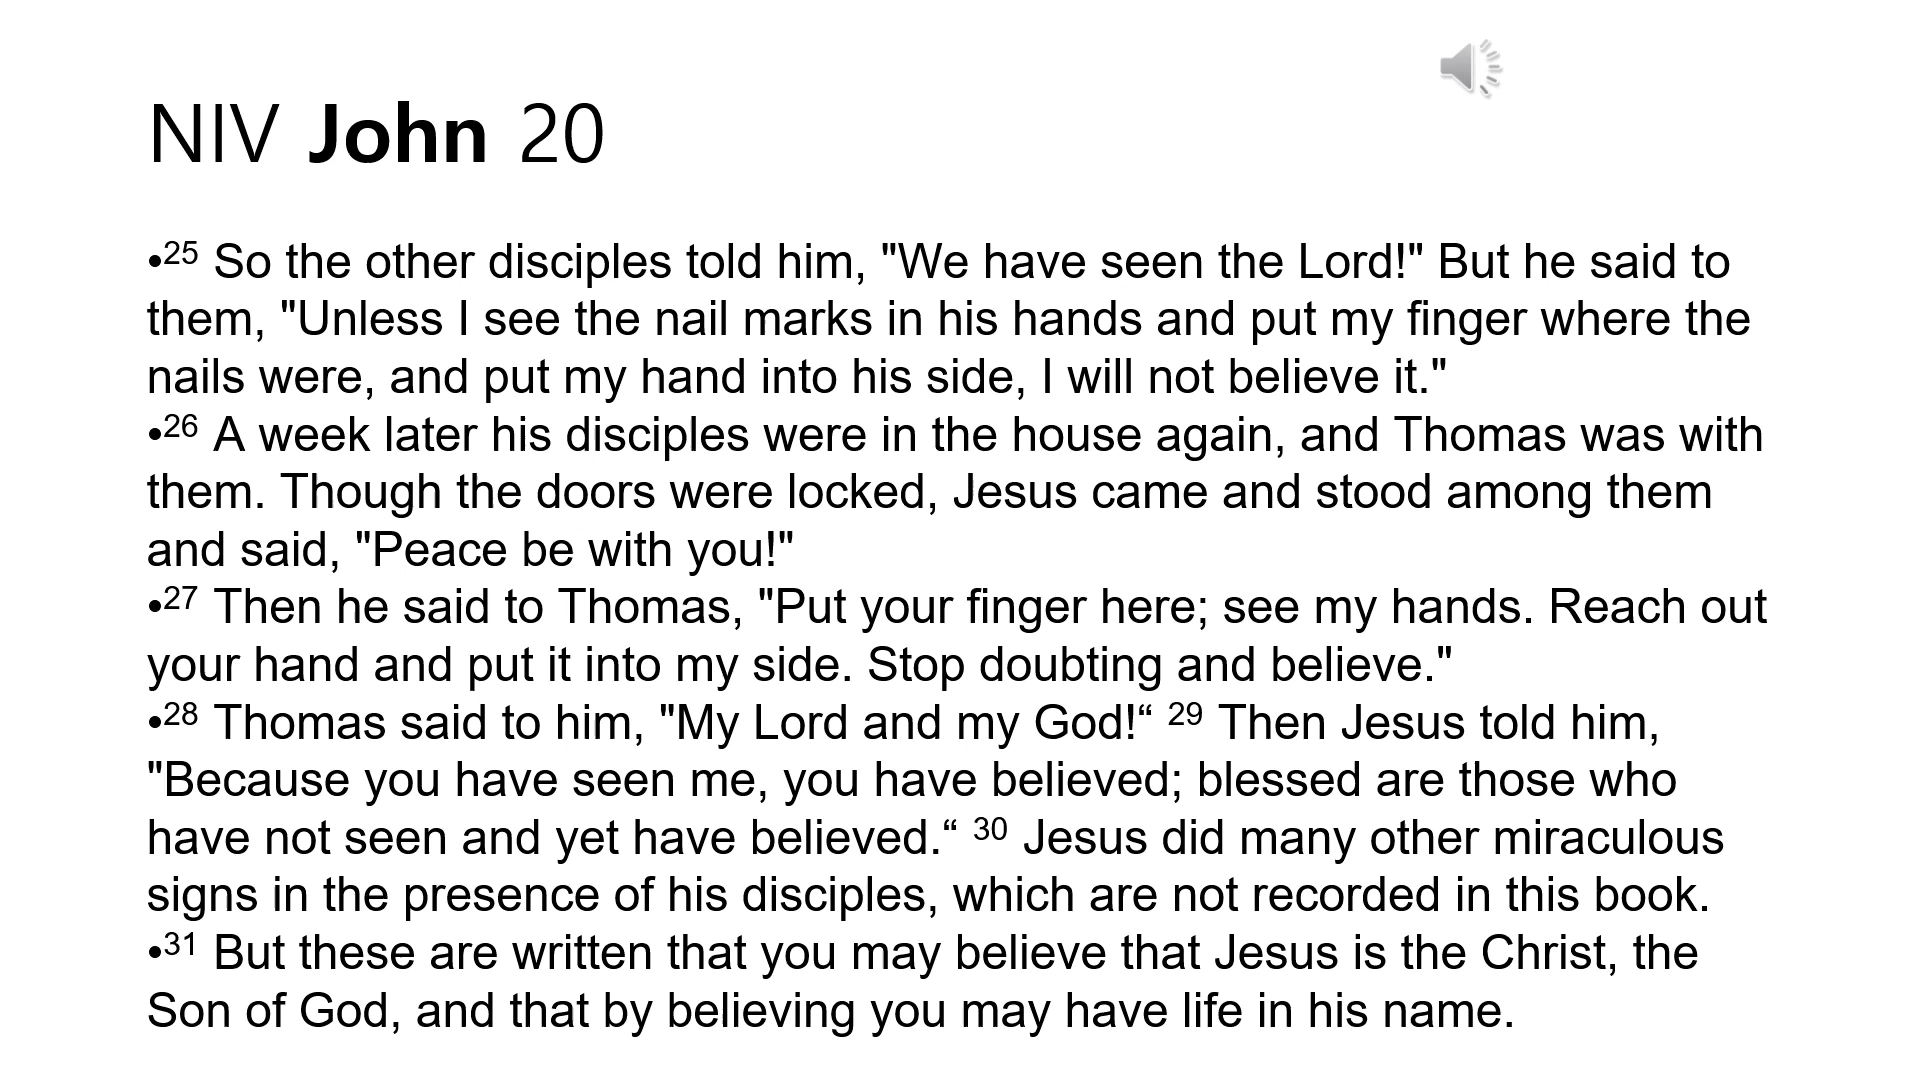 NIV John 20
•25 So the other disciples told him, "We have seen the Lord!" But he said to
them, "Unless I see the nail marks in his hands and put my finger where the
nails were, and put my hand into his side, I will not believe it."
•26 A week later his disciples were in the house again, and Thomas was with
them. Though the doors were locked, Jesus came and stood among them
and said, "Peace be with you!"
•27 Then he said to Thomas, "Put your finger here; see my hands. Reach out
your hand and put it into my side. Stop doubting and believe."
•28 Thomas said to him, "My Lord and my God!“ 29 Then Jesus told him,
"Because you have seen me, you have believed; blessed are those who
have not seen and yet have believed.“ 30 Jesus did many other miraculous
signs in the presence of his disciples, which are not recorded in this book.
•31 But these are written that you may believe that Jesus is the Christ, the
Son of God, and that by believing you may have life in his name.